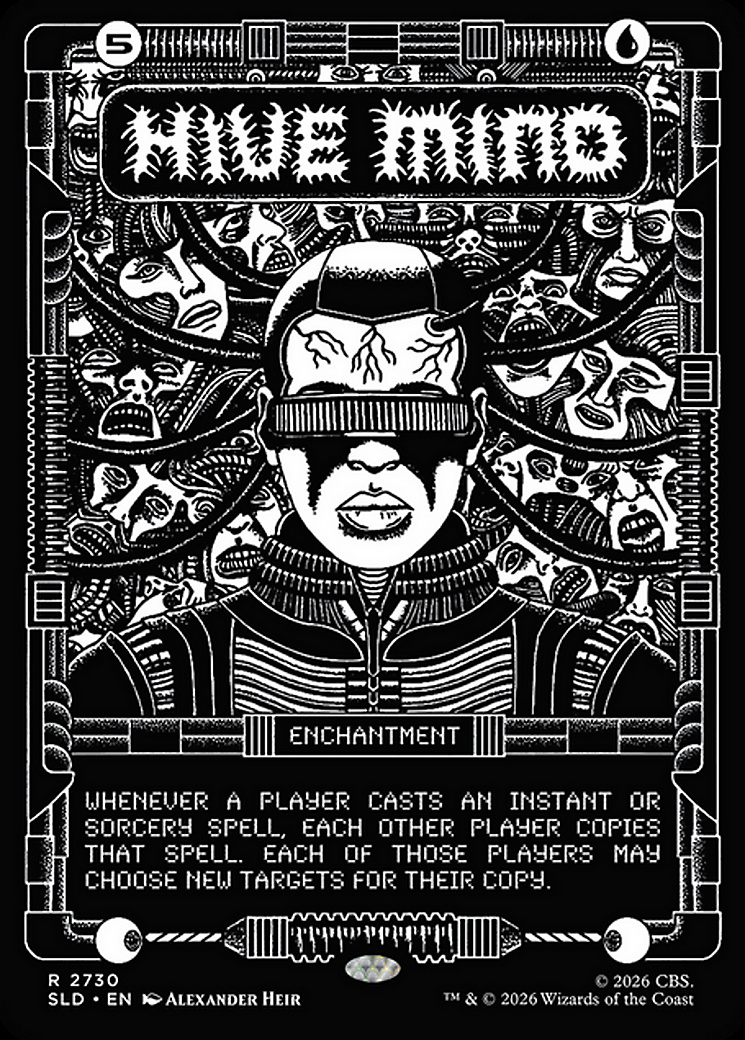 5
HIVE MIND
ENCHANTMENT
WHENEVER A PLAYER CASTS AN INSTANT OR
SORCERY SPELL, EACH OTHER PLAYER COPIES
THAT SPELL. EACH OF THOSE PLAYERS MAY
CHOOSE NEW TARGETS FOR THEIR COPY.
R 2730
© 2026 CBS.
SLD • EN ALEXANDER HEIR
™ & © 2026 Wizards of the Coast